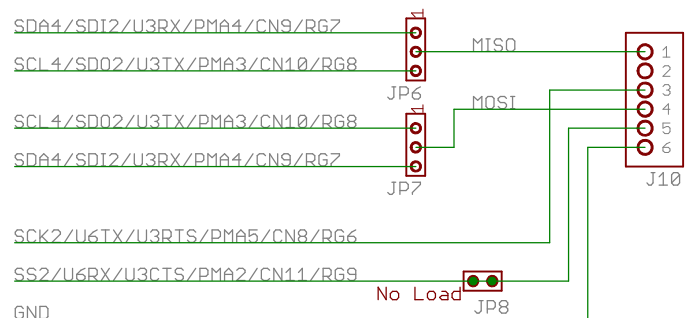 SDA4/SDI2/U3RX/PMA4/CN9/RG7
1
MISO
1
2
SCL4/SDO2/U3TX/PMA3/CN10/RG8
JP6
3
1
MOSI
4
SCL4/SDO2/U3TX/PMA3/CN10/RG8
5
6
SDA4/SDI2/U3RX/PMA4/CN9/RG7
JP7
J10
SCK2/U6TX/U3RTS/PMA5/CN8/RG6
SS2/U6RX/U3CTS/PMA2/CN11/RG9
No Load
JP8
GND